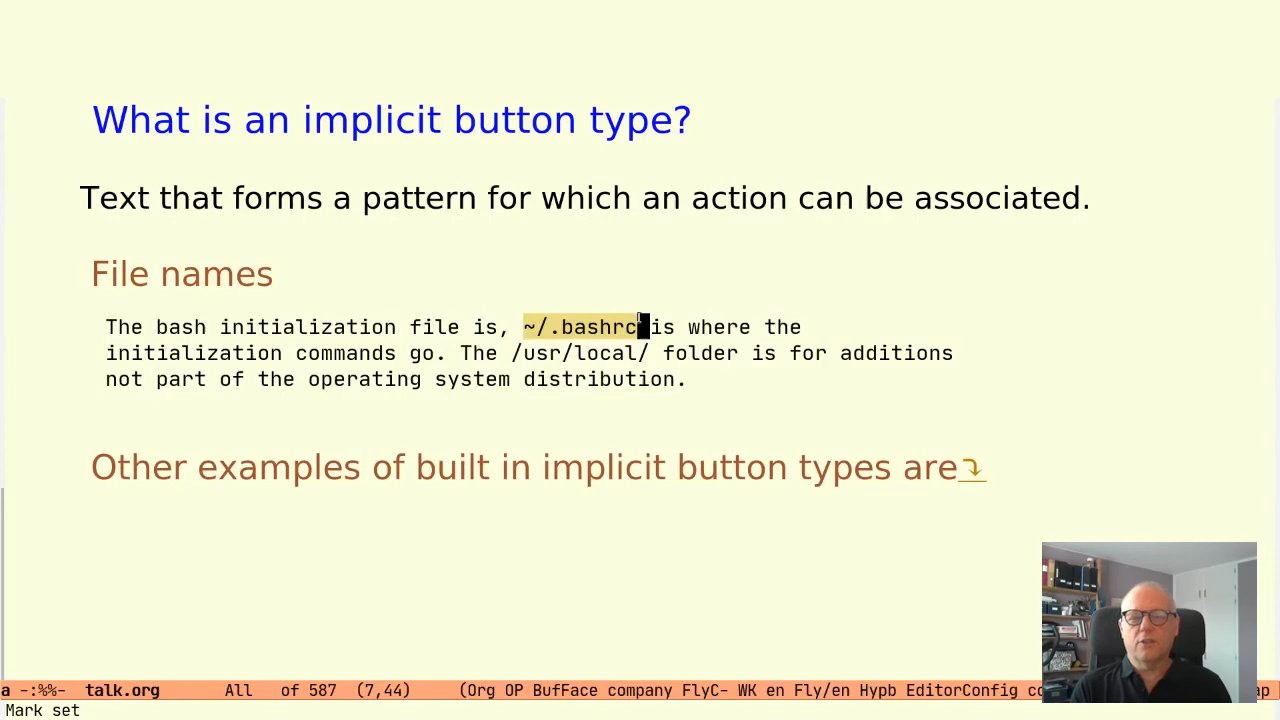 What is an implicit button type?
Text that forms a pattern for which an action can be associated.
File names
The bash initialization file is, ~/.bashrc is where the
initialization commands go. The /usr/local/ folder is for additions
not part of the operating system distribution.
Other examples of built in implicit button types are⤵
a -:%%-  talk.org       All   of 587  (7,44)     (Org OP BufFace company FlyC- WK en Fly/en Hypb EditorConfig co ap
Mark set